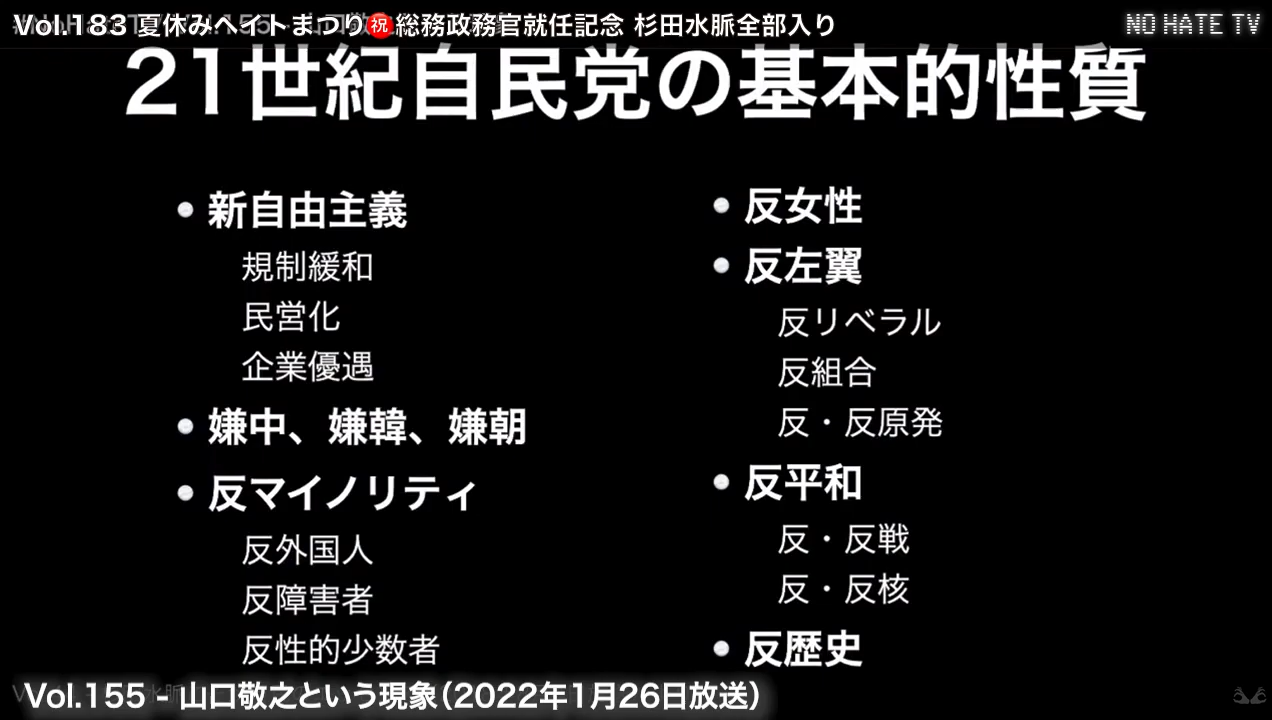 Vol.183 夏休みヘイトまつり㊗総務政務官就任記念 杉田水脈全部入り
NO HATE TV
21世紀自民党の基本的性質
• 新自由主義
規制緩和
民営化
企業優遇
• 嫌中、嫌韓、嫌朝
• 反マイノリティ
反外国人
反障害者
反性的少数者
• 反女性
• 反左翼
反リベラル
反組合
反・反原発
• 反平和
反・反戦
反・反核
• 反歴史
Vol.155 - 山口敬之という現象（2022年1月26日放送）